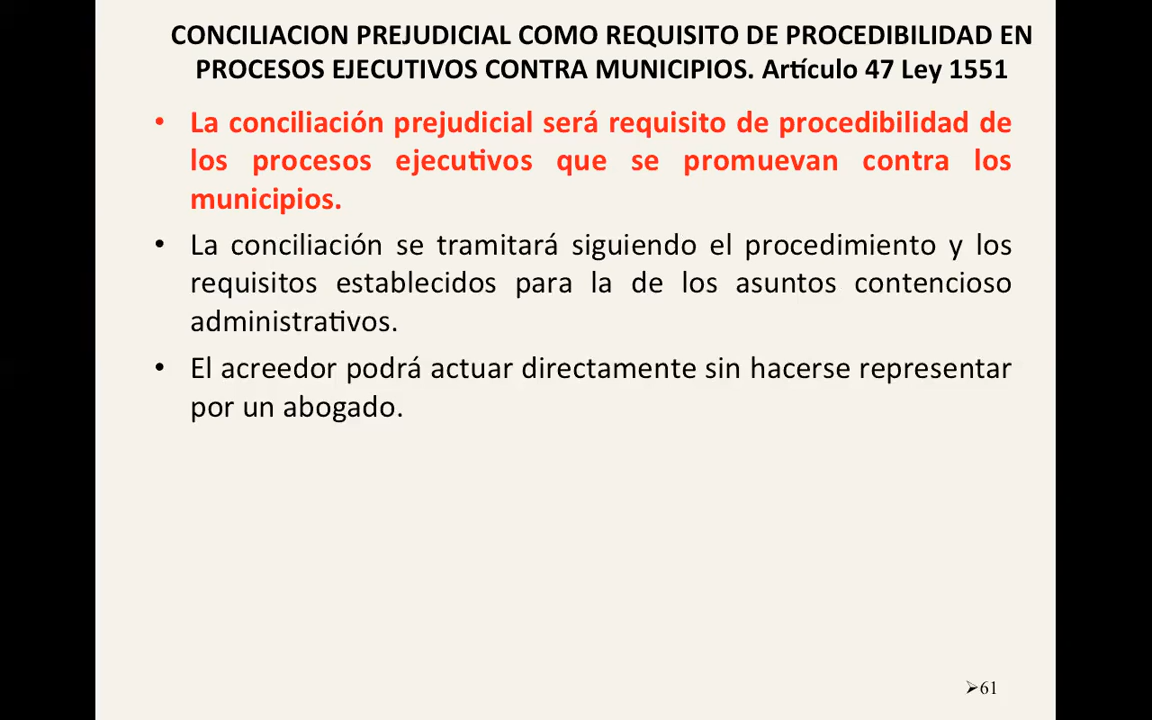 CONCILIACION PREJUDICIAL COMO REQUISITO DE PROCEDIBILIDAD EN
PROCESOS EJECUTIVOS CONTRA MUNICIPIOS. Artículo 47 Ley 1551
• La conciliación prejudicial será requisito de procedibilidad de
los procesos ejecutivos que se promuevan contra los
municipios.
• La conciliación se tramitará siguiendo el procedimiento y los
requisitos establecidos para la de los asuntos contencioso
administrativos.
• El acreedor podrá actuar directamente sin hacerse representar
por un abogado.
➢61